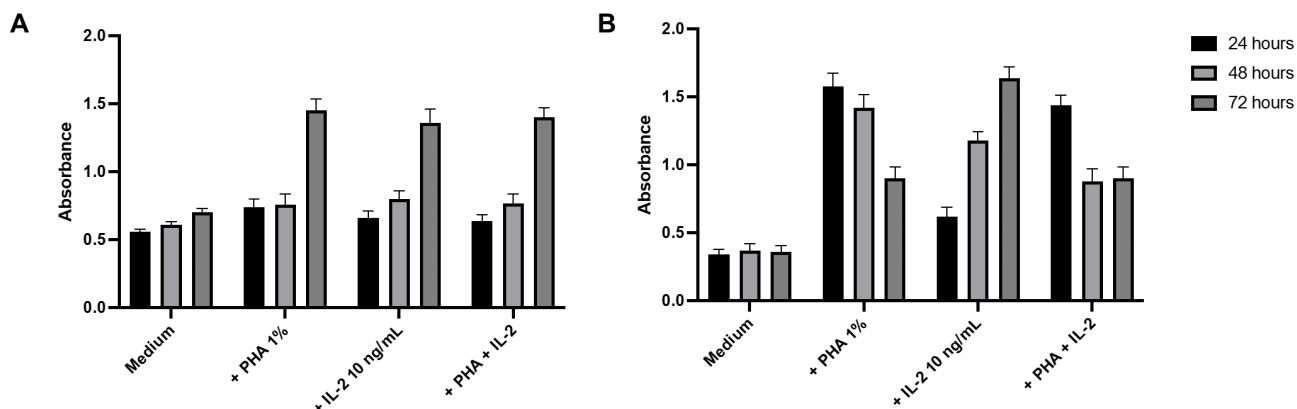 A
2.0
1.5
1.0
0.5
0.0
Absorbance
Medium
+ PHA 1%
+ IL-2 10 ng/mL
+ PHA + IL-2
B
2.0
1.5
1.0
0.5
0.0
Absorbance
Medium
+ PHA 1%
+ IL-2 10 ng/mL
+ PHA + IL-2
24 hours
48 hours
72 hours